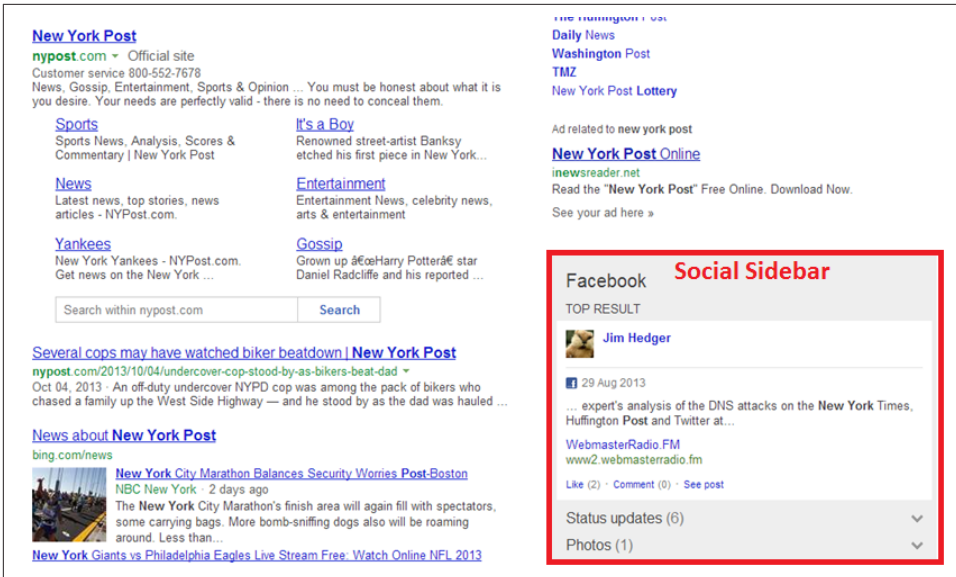 New York Post
nypost.com Official site
Customer service 800-552-7678
News, Gossip, Entertainment, Sports & Opinion ... You must be honest about what it is
you desire. Your needs are perfectly valid - there is no need to conceal them.
Sports
Sports News, Analysis, Scores &
Commentary | New York Post
It's a Boy
Renowned street-artist Banksy
etched his first piece in New York...
News
Latest news, top stories, news
articles - NYPost.com.
Entertainment
Entertainment News, celebrity news,
arts & entertainment
Yankees
New York Yankees - NYPost.com.
Get news on the New York ...
Gossip
Grown up â€œHarry Potterâ€ star
Daniel Radcliffe and his reported ...
Search within nypost.com
Search
Several cops may have watched biker beatdown | New York Post
nypost.com/2013/10/04/undercover-cop-stood-by-as-bikers-beat-dad
Oct 04, 2013 · An off-duty undercover NYPD cop was among the pack of bikers who
chased a family up the West Side Highway — and he stood by as the dad was hauled ...
News about New York Post
bing.com/news
New York City Marathon Balances Security Worries Post-Boston
NBC New York · 2 days ago
The New York City Marathon's finish area will again fill with spectators,
some carrying bags. More bomb-sniffing dogs also will be roaming
around. Less than...
New York Giants vs Philadelphia Eagles Live Stream Free: Watch Online NFL 2013
The Huffington Post
Daily News
Washington Post
TMZ
New York Post Lottery
Ad related to new york post
New York Post Online
inewsreader.net
Read the "New York Post" Free Online. Download Now.
See your ad here »
Social Sidebar
Facebook
TOP RESULT
Jim Hedger
29 Aug 2013
... expert's analysis of the DNS attacks on the New York Times,
Huffington Post and Twitter at...
WebmasterRadio.FM
www2.webmasterradio.fm
Like (2) · Comment (0) · See post
Status updates (6)
Photos (1)